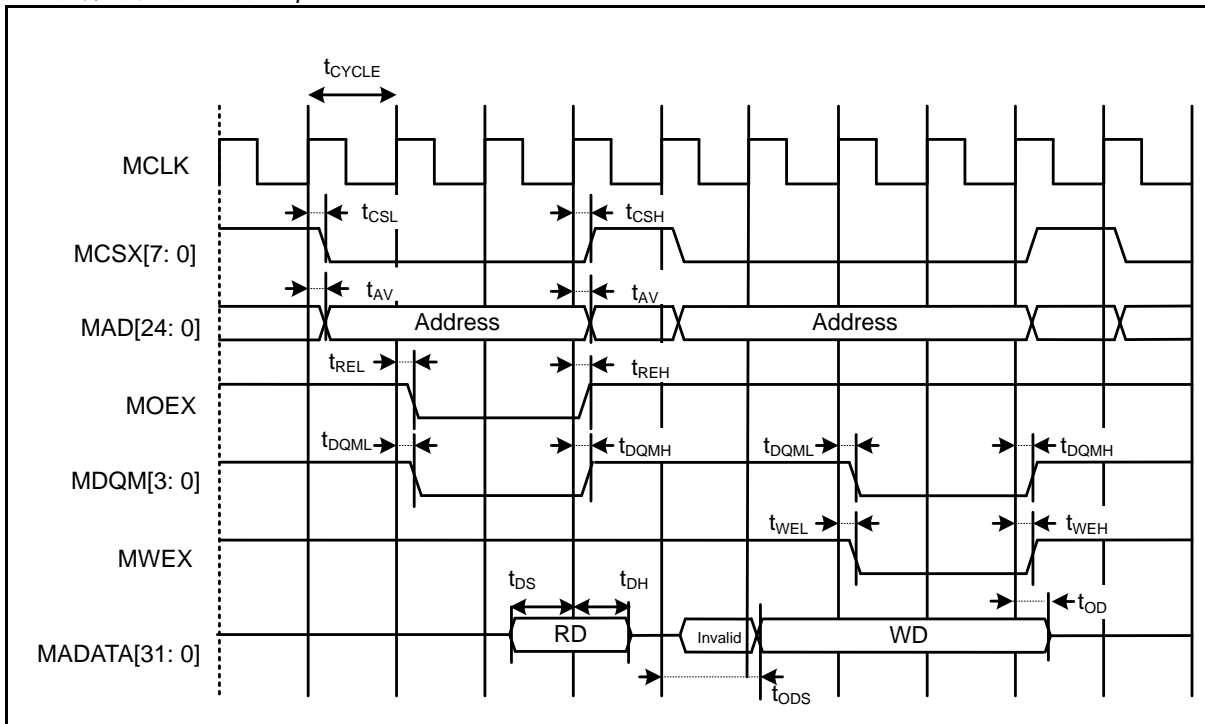 tCYCLE
MCLK
tCSL tCSH
MCSX[7: 0]
tAV tAV
MAD[24: 0] Address Address
tREL tREH
MOEX
tDQML tDQMH tDQML tDQMH
MDQM[3: 0]
tWEL tWEH
MWEX
tDS tDH
tOD
RD Invalid WD
MADATA[31: 0]
tODS